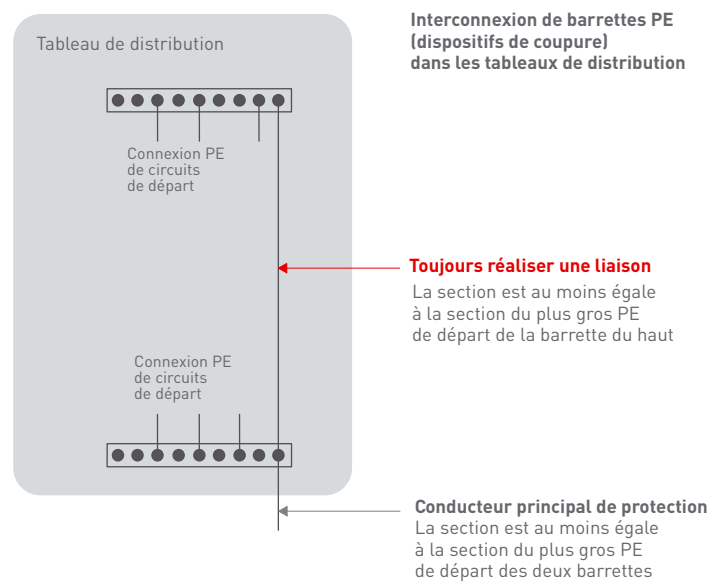 Interconnexion de barrettes PE
(dispositifs de coupure)
dans les tableaux de distribution
Tableau de distribution
Connexion PE
de circuits
de départ
Toujours réaliser une liaison
La section est au moins égale
à la section du plus gros PE
de départ de la barrette du haut
Connexion PE
de circuits
de départ
Conducteur principal de protection
La section est au moins égale
à la section du plus gros PE
de départ des deux barrettes